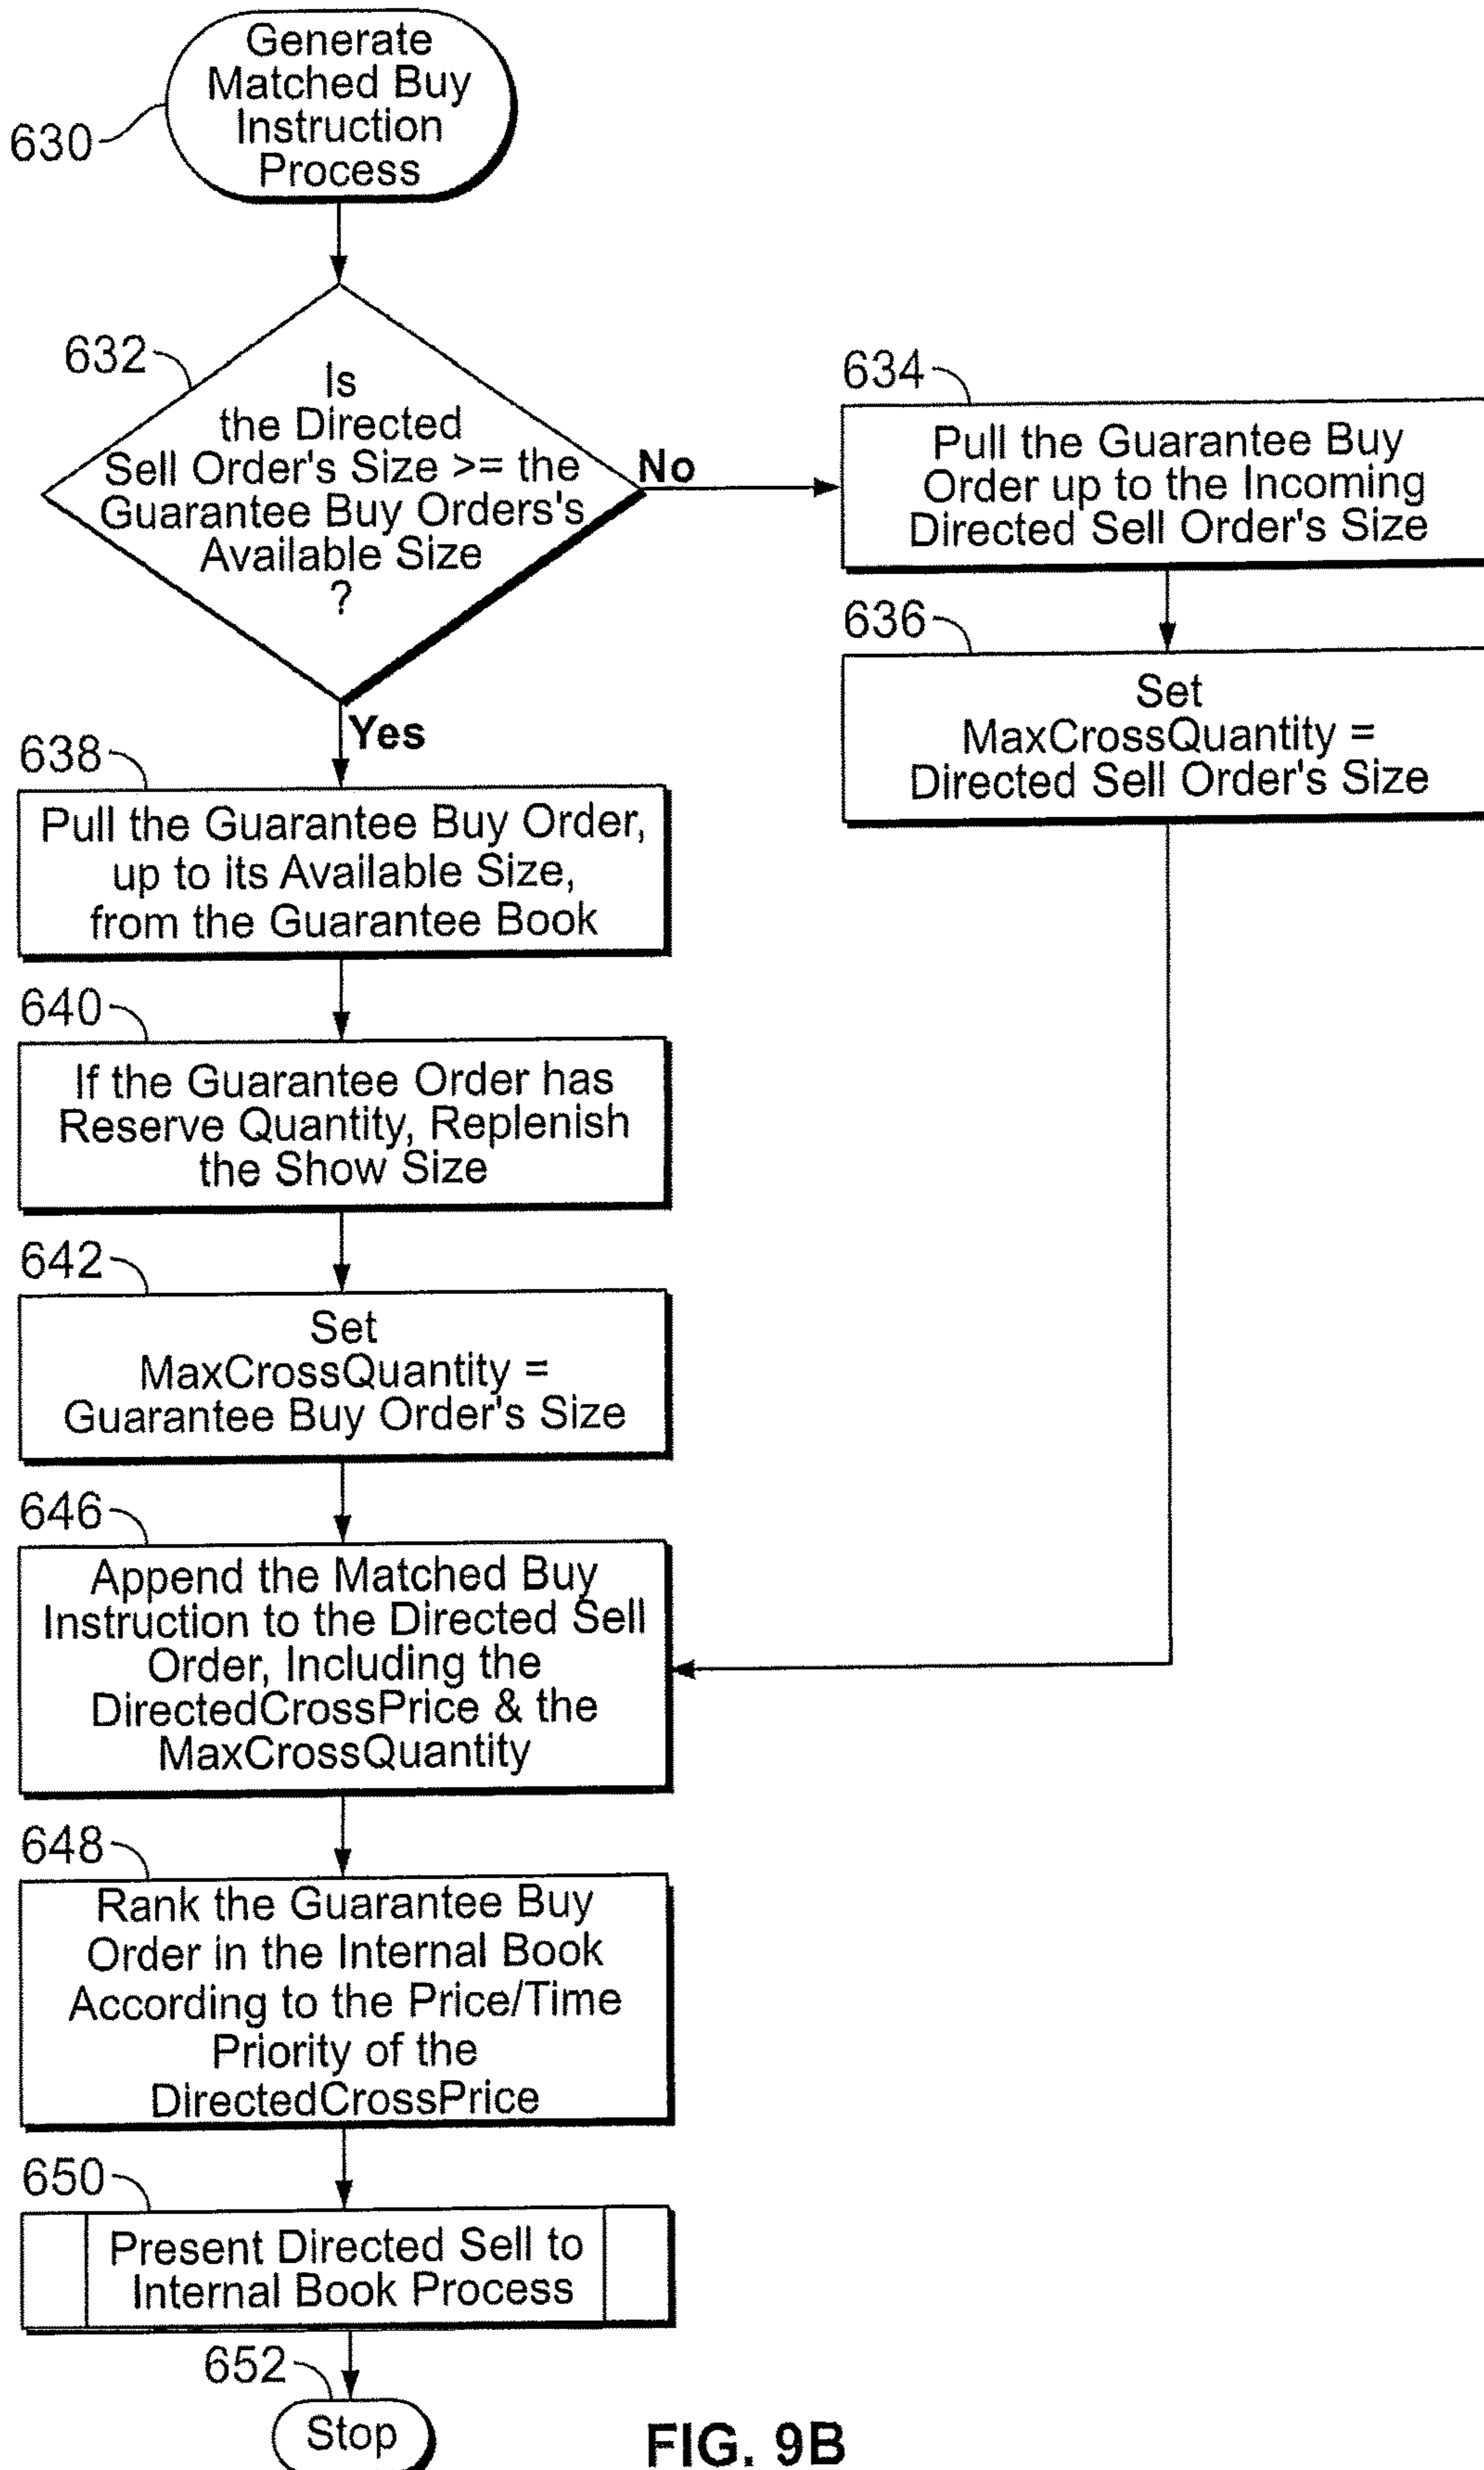 Generate
Matched Buy
Instruction
Process
630
632
Is
the Directed
Sell Order's Size >= the
Guarantee Buy Orders's
Available Size
?
No
634
Pull the Guarantee Buy
Order up to the Incoming
Directed Sell Order's Size
636
Set
MaxCrossQuantity =
Directed Sell Order's Size
Yes
638
Pull the Guarantee Buy Order,
up to its Available Size,
from the Guarantee Book
640
If the Guarantee Order has
Reserve Quantity, Replenish
the Show Size
642
Set
MaxCrossQuantity =
Guarantee Buy Order's Size
646
Append the Matched Buy
Instruction to the Directed Sell
Order, Including the
DirectedCrossPrice & the
MaxCrossQuantity
648
Rank the Guarantee Buy
Order in the Internal Book
According to the Price/Time
Priority of the
DirectedCrossPrice
650
Present Directed Sell to
Internal Book Process
652
Stop
FIG. 9B